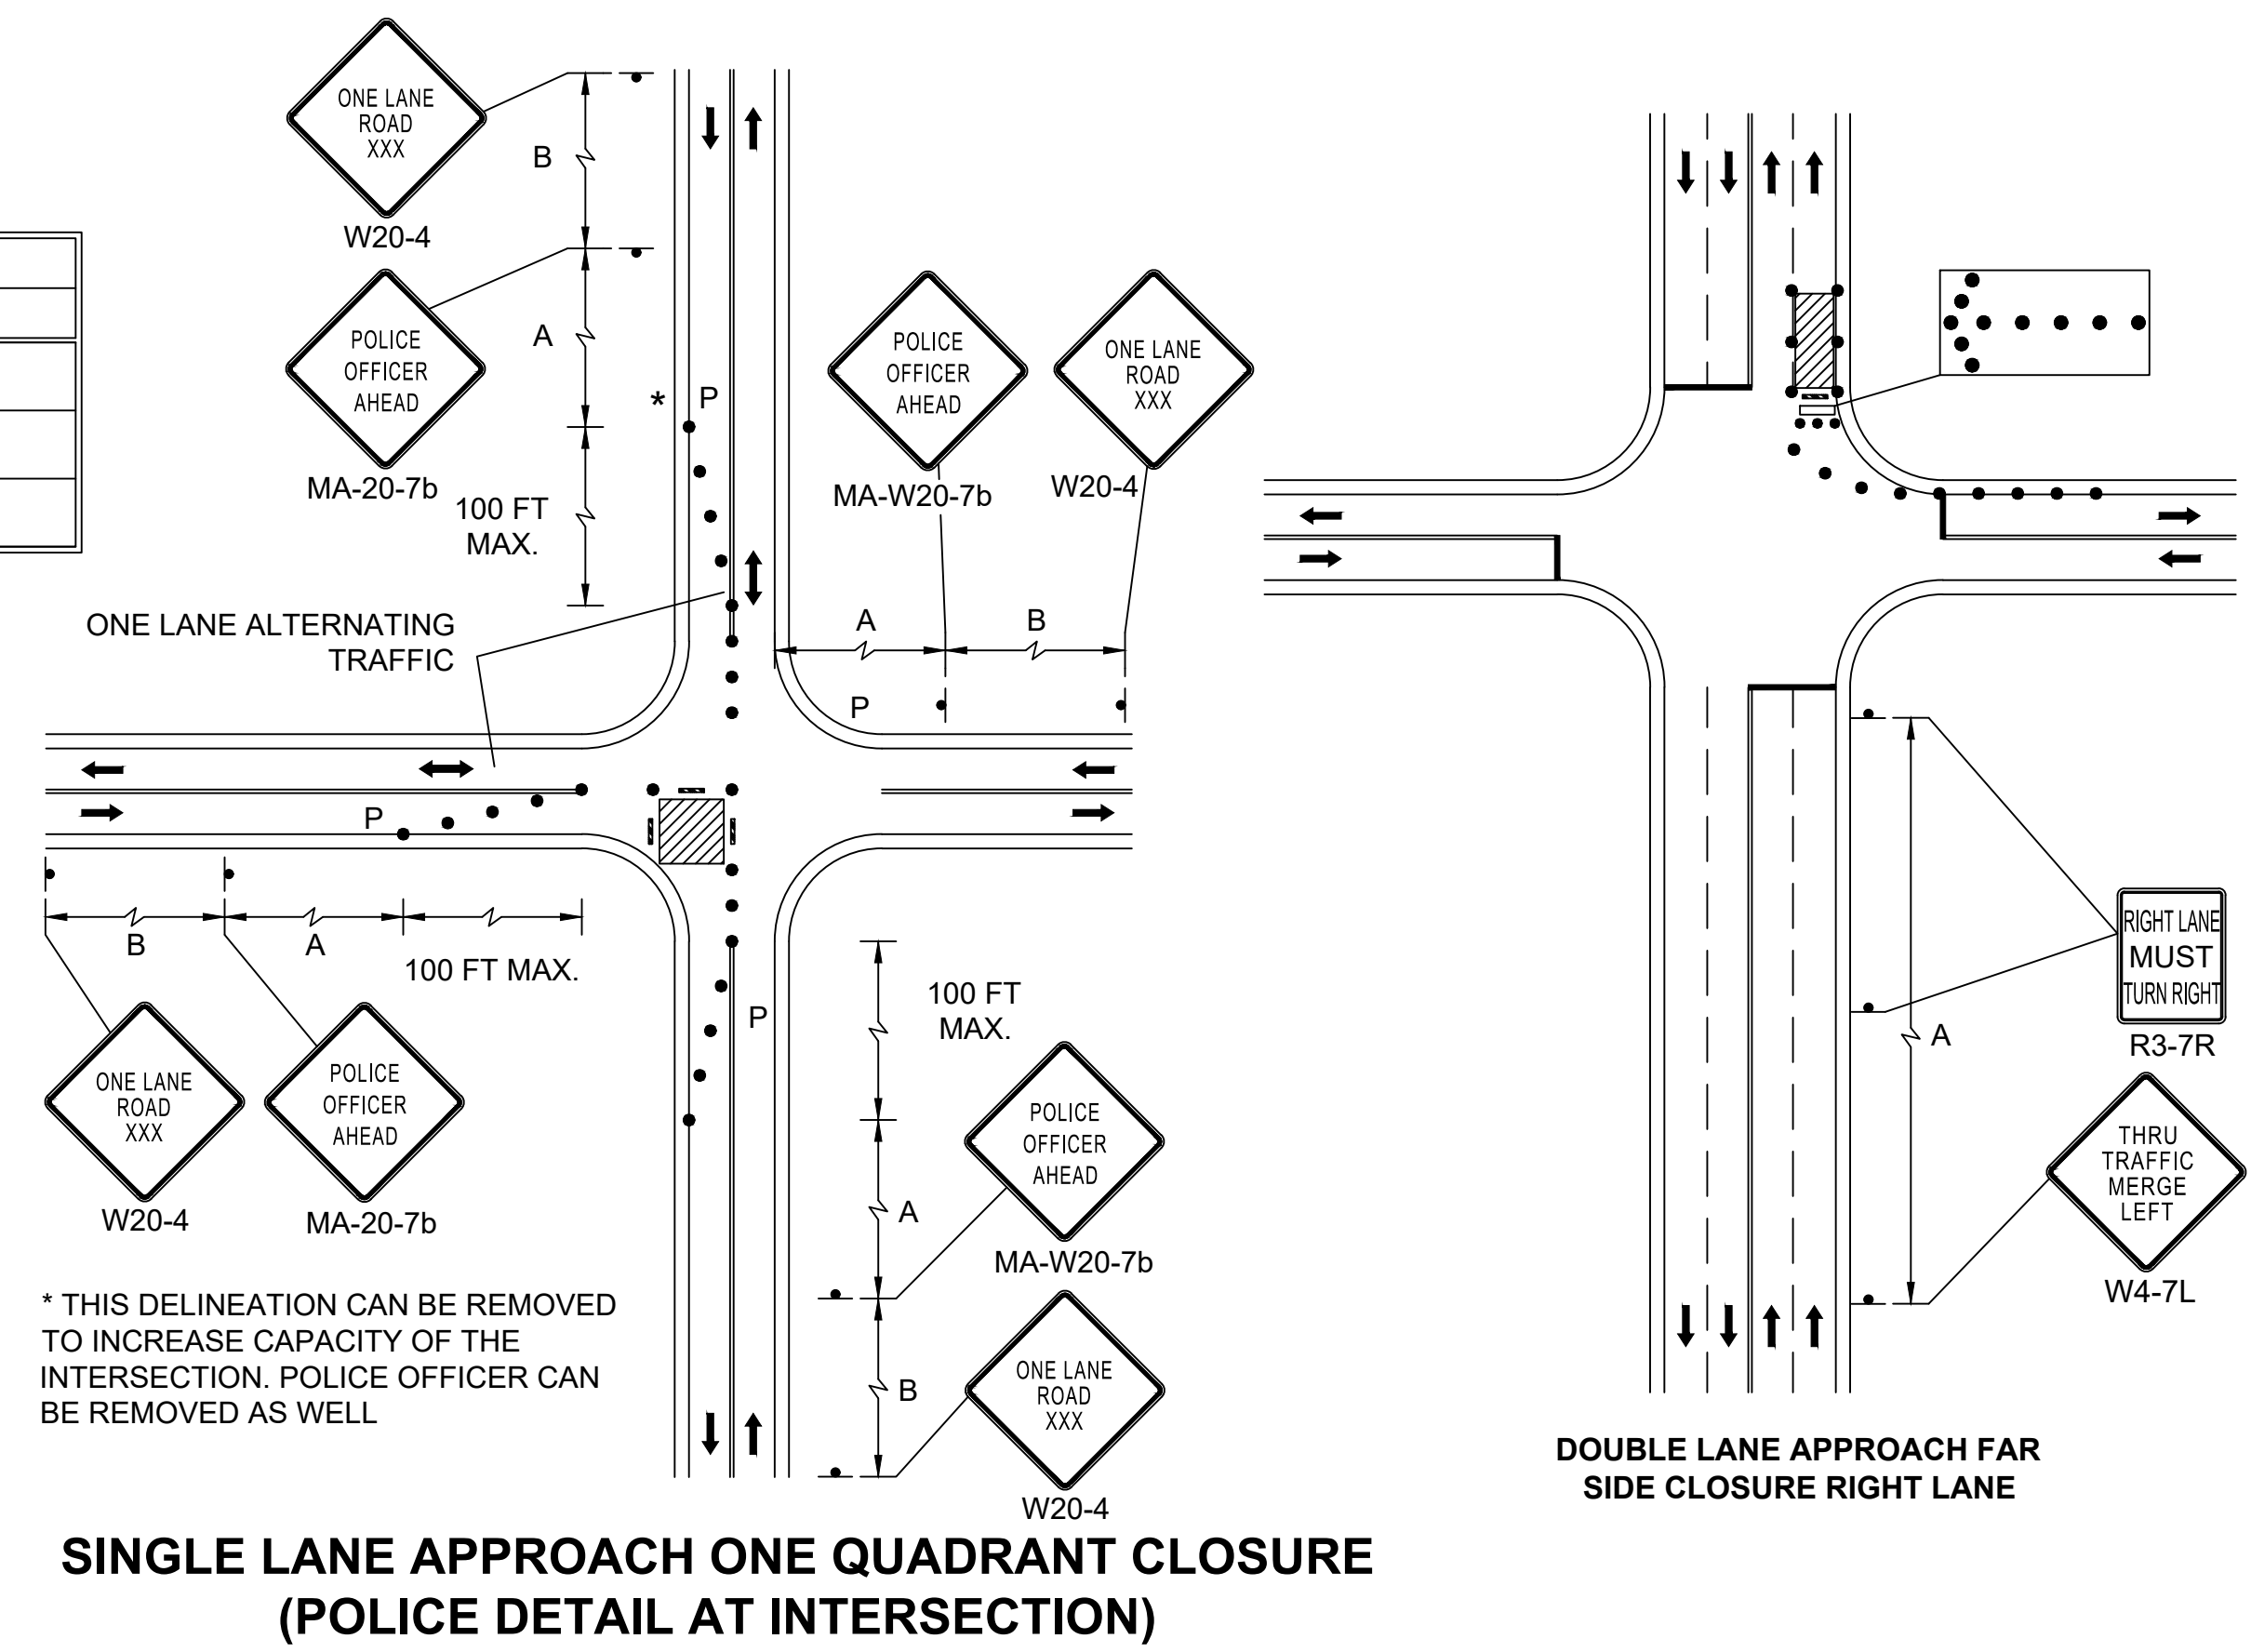 ONE LANE
ROAD
XXX
W20-4
B
POLICE
OFFICER
AHEAD
MA-20-7b
A
100 FT
MAX.
* P
ONE LANE ALTERNATING
TRAFFIC
POLICE
OFFICER
AHEAD
MA-W20-7b
ONE LANE
ROAD
XXX
W20-4
A B
P
P
B A
100 FT MAX.
ONE LANE
ROAD
XXX
W20-4
POLICE
OFFICER
AHEAD
MA-20-7b
P
100 FT
MAX.
POLICE
OFFICER
AHEAD
MA-W20-7b
A
B
ONE LANE
ROAD
XXX
W20-4
* THIS DELINEATION CAN BE REMOVED
TO INCREASE CAPACITY OF THE
INTERSECTION. POLICE OFFICER CAN
BE REMOVED AS WELL
SINGLE LANE APPROACH ONE QUADRANT CLOSURE
(POLICE DETAIL AT INTERSECTION)
RIGHT LANE
MUST
TURN RIGHT
R3-7R
A
THRU
TRAFFIC
MERGE
LEFT
W4-7L
DOUBLE LANE APPROACH FAR
SIDE CLOSURE RIGHT LANE